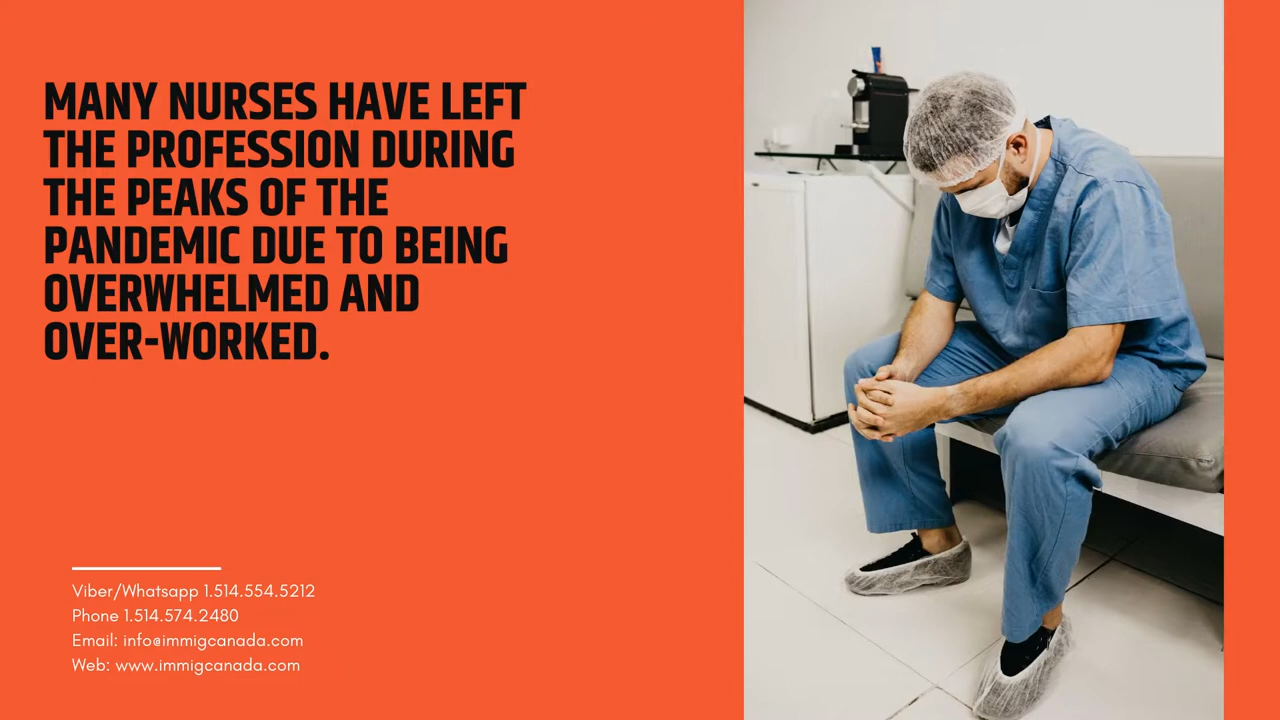 MANY NURSES HAVE LEFT
THE PROFESSION DURING
THE PEAKS OF THE
PANDEMIC DUE TO BEING
OVERWHELMED AND
OVER-WORKED.
Viber/Whatsapp 1.514.554.5212
Phone 1.514.574.2480
Email: info@immigcanada.com
Web: www.immigcanada.com